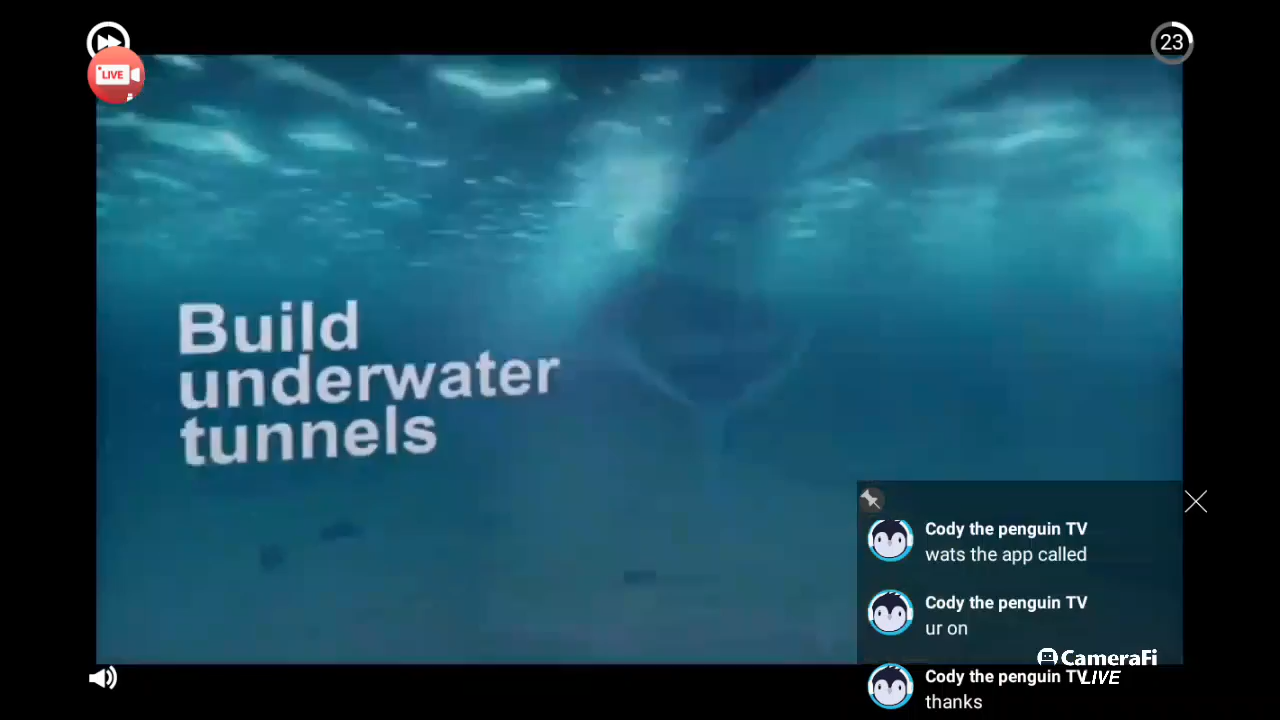 LIVE
23
Build
underwater
tunnels
Cody the penguin TV
wats the app called
Cody the penguin TV
ur on
CameraFi
LIVE
Cody the penguin TV
thanks